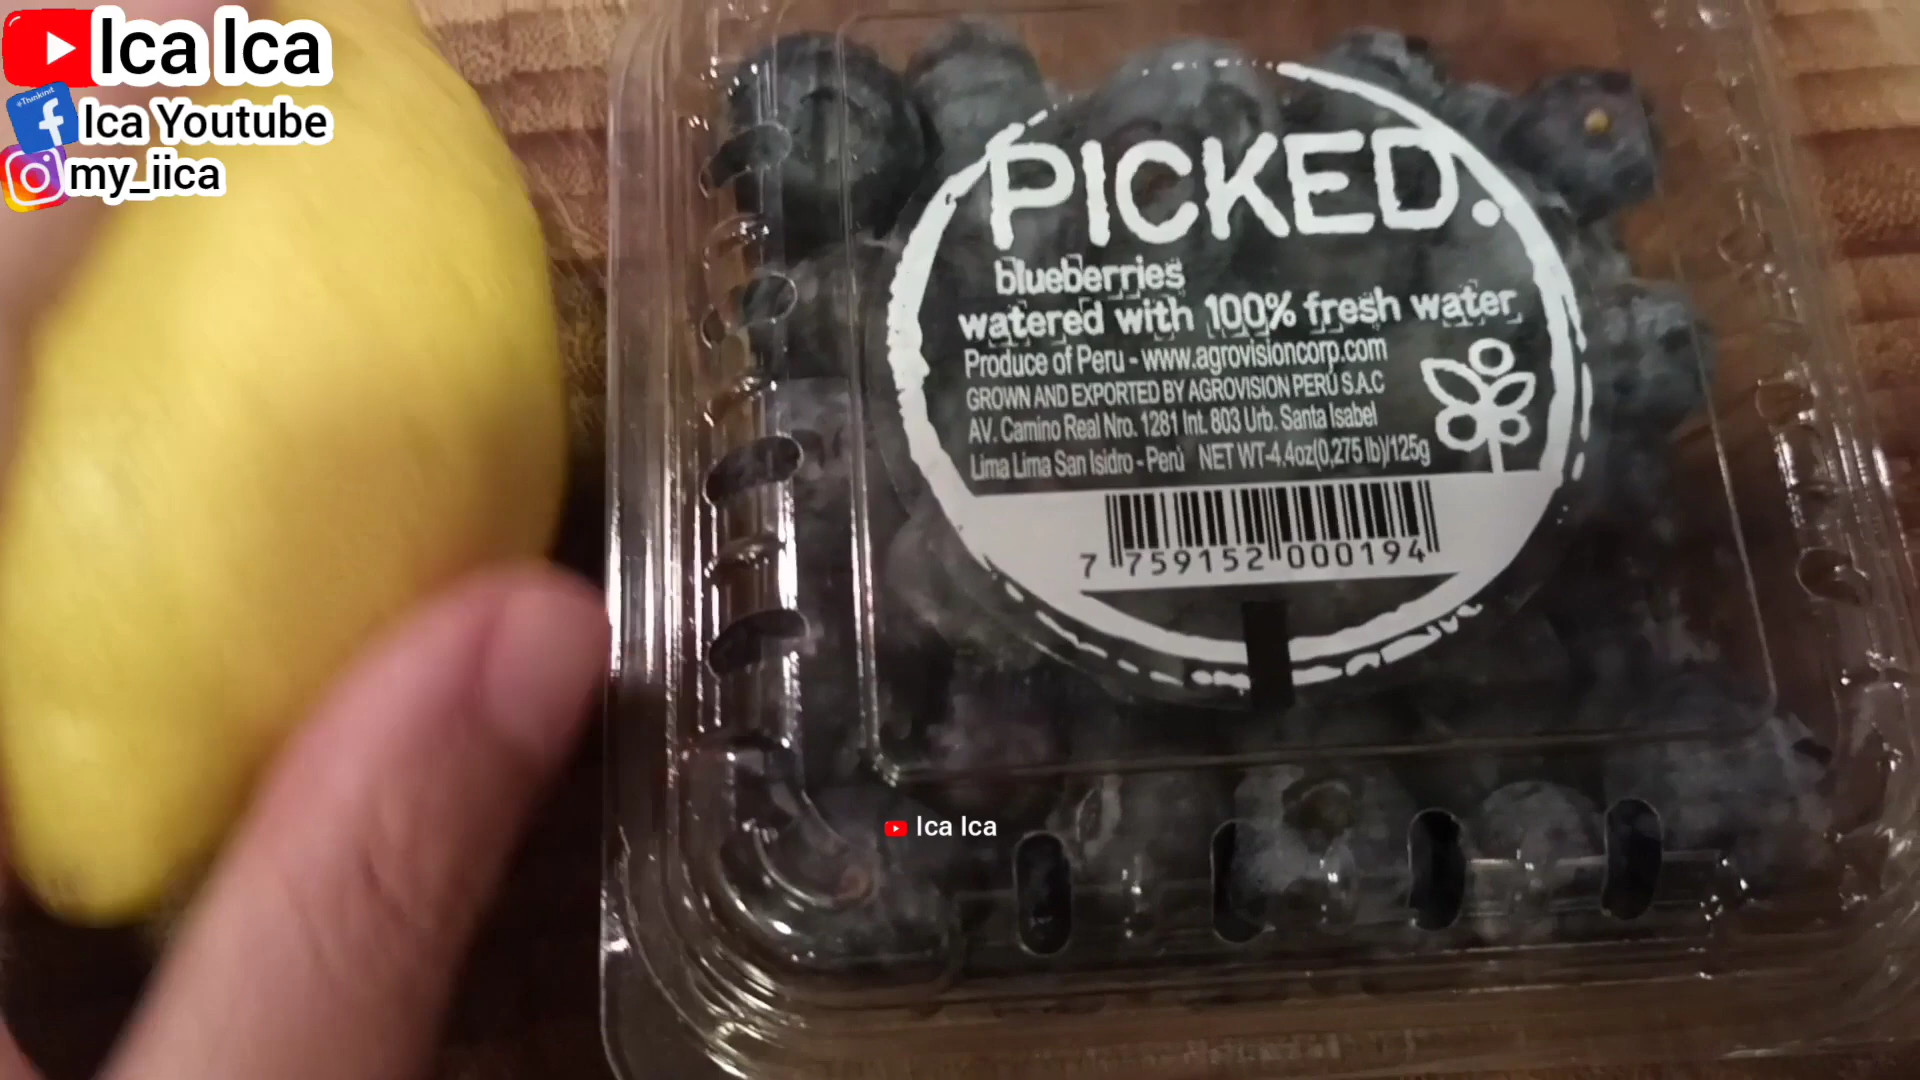 Ica Ica
@Thinkinit
Ica Youtube
my_iica
PICKED.
blueberries
watered with 100% fresh water
Produce of Peru - www.agrovisioncorp.com
GROWN AND EXPORTED BY AGROVISION PERÚ S.A.C
AV. Camino Real Nro. 1281 Int. 803 Urb. Santa Isabel
Lima Lima San Isidro - Perú NET WT-4.4oz(0,275 lb)/125g
7 759152 000194
Ica Ica